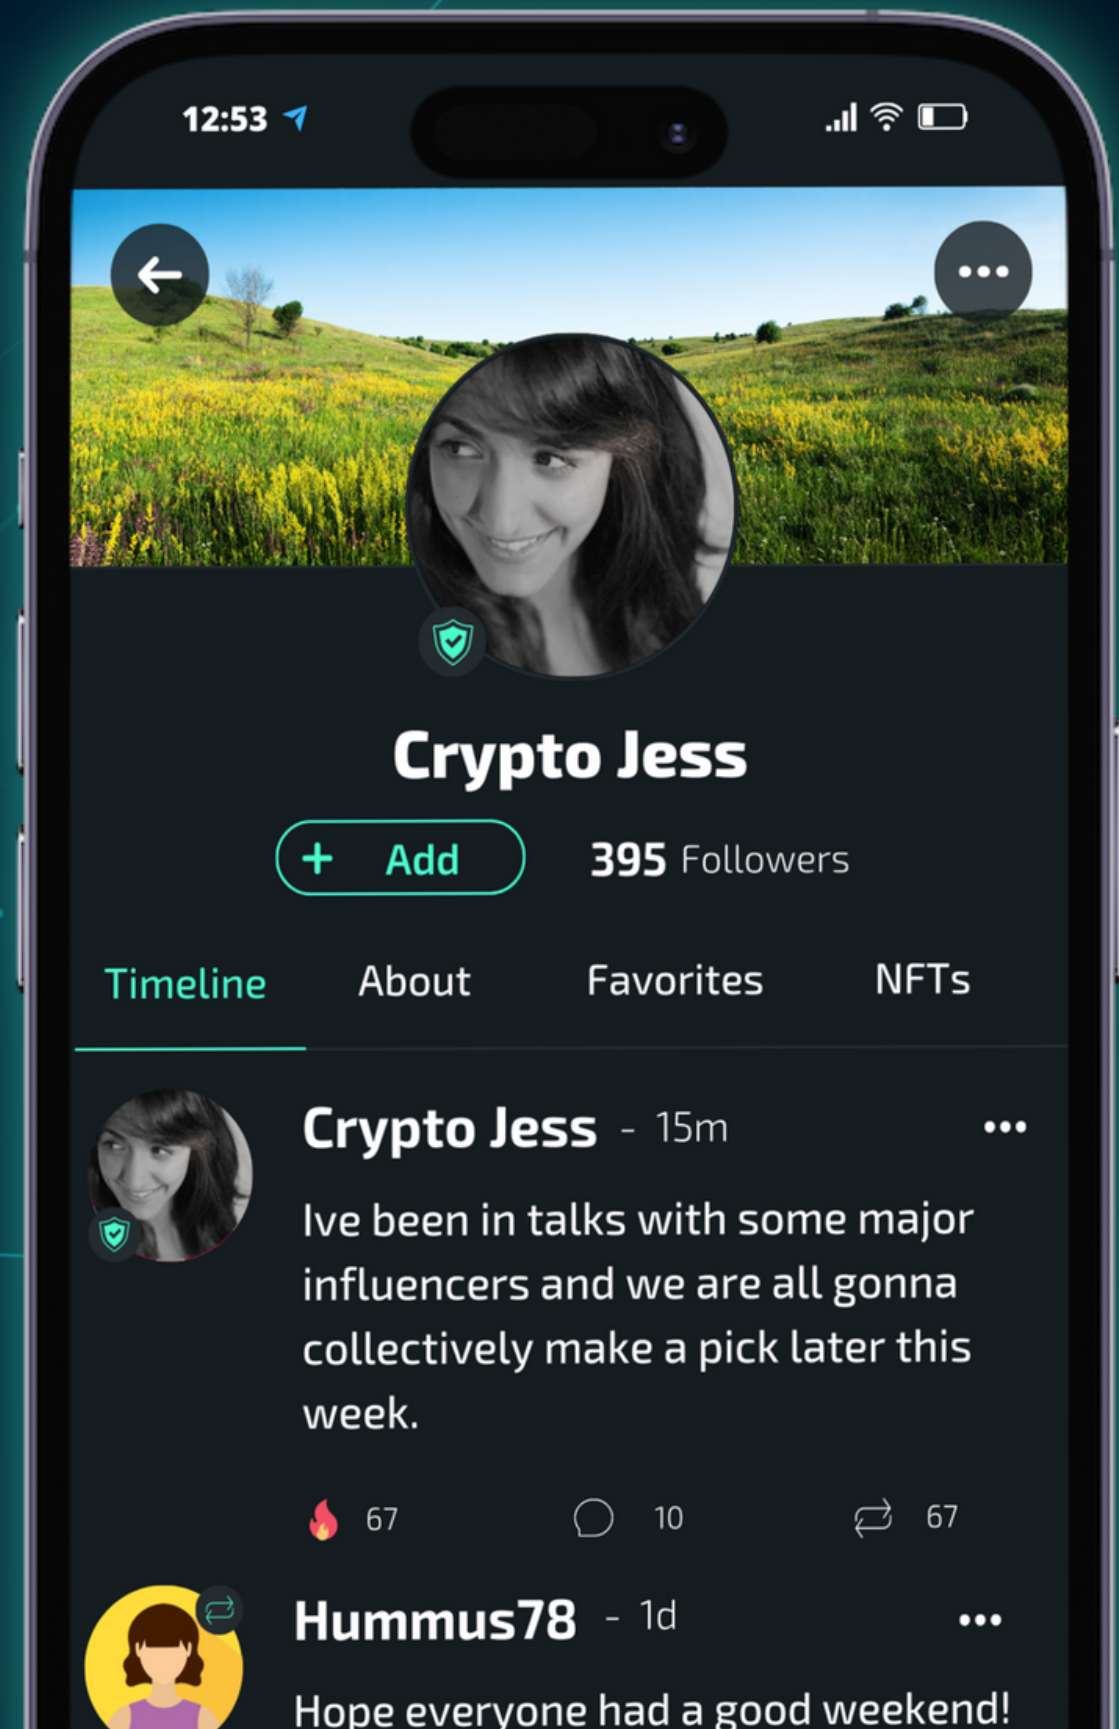 12:53
Crypto Jess
+ Add 395 Followers
Timeline About Favorites NFTs
Crypto Jess - 15m
Ive been in talks with some major
influencers and we are all gonna
collectively make a pick later this
week.
67 10 67
Hummus78 - 1d
Hope everyone had a good weekend!